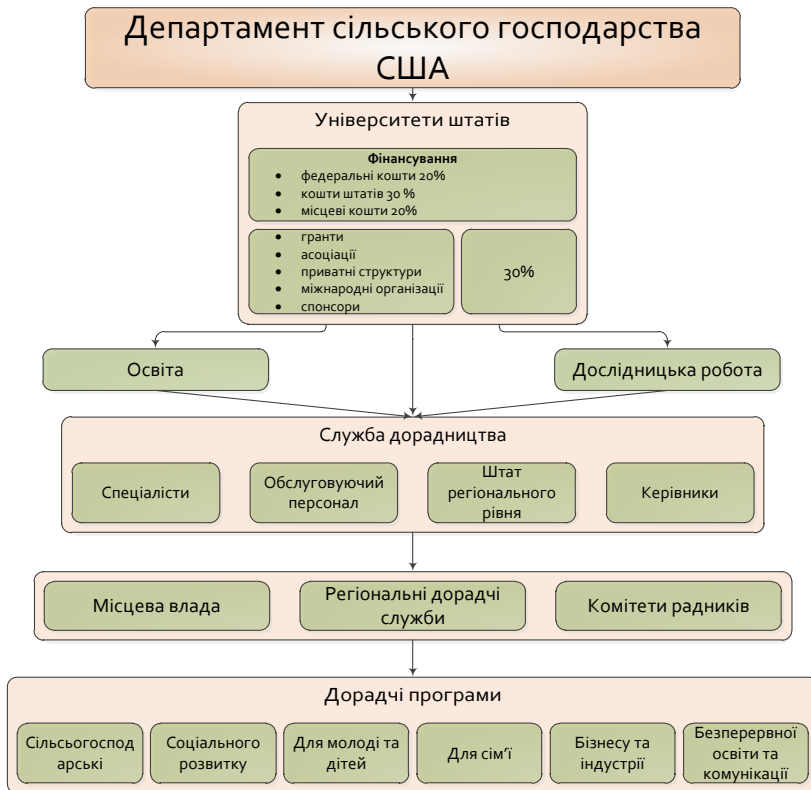 Департамент сільського господарства
США
Університети штатів
Фінансування
• федеральні кошти 20%
• кошти штатів 30 %
• місцеві кошти 20%
• гранти
• асоціації
• приватні структури
• міжнародні організації
• спонсори
30%
Освіта
Дослідницька робота
Служба дорадництва
Спеціалісти
Обслуговуючий
персонал
Штат
регіонального
рівня
Керівники
Місцева влада
Регіональні дорадчі
служби
Комітети радників
Дорадчі програми
Сільсьогоспод
арські
Соціального
розвитку
Для молоді та
дітей
Для сім'ї
Бізнесу та
індустрії
Безперервної
освіти та
комунікації